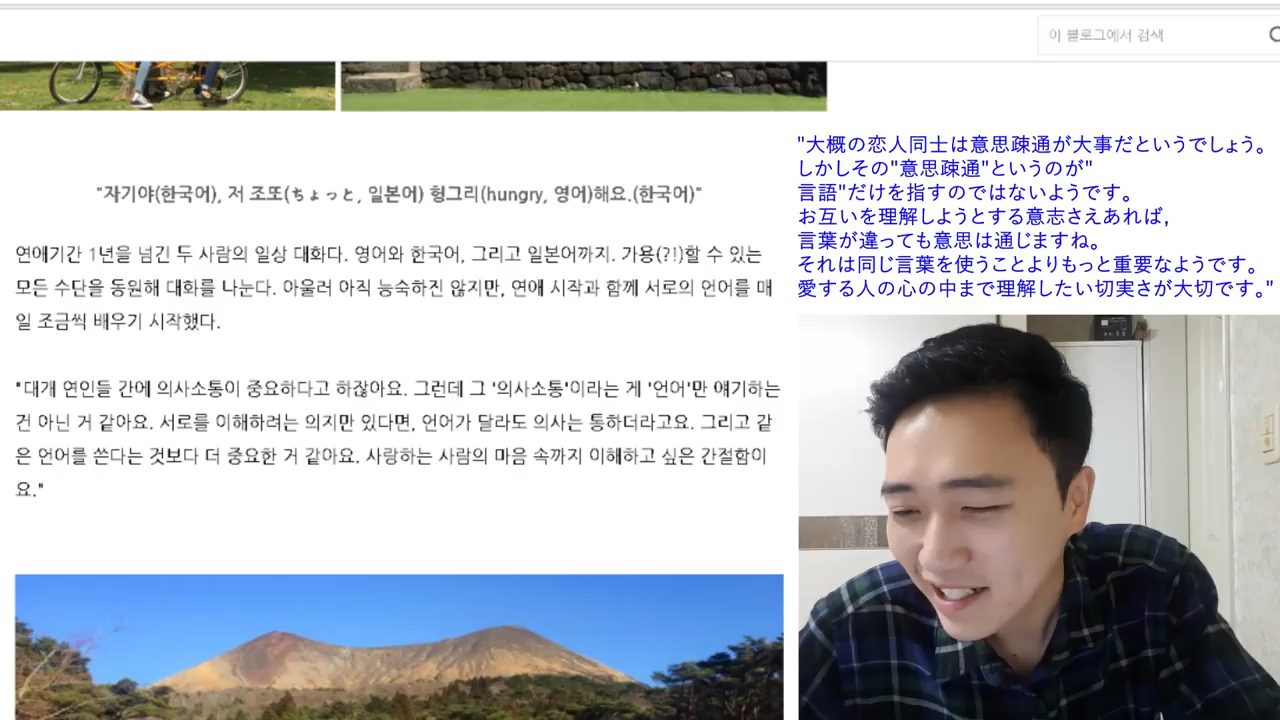 이 블로그에서 검색
"자기야(한국어), 저 조또(ちょっと, 일본어) 헝그리(hungry, 영어)해요.(한국어)"
연애기간 1년을 넘긴 두 사람의 일상 대화다. 영어와 한국어, 그리고 일본어까지. 가용(?!)할 수 있는
모든 수단을 동원해 대화를 나눈다. 아울러 아직 능숙하진 않지만, 연애 시작과 함께 서로의 언어를 매
일 조금씩 배우기 시작했다.
"대개 연인들 간에 의사소통이 중요하다고 하잖아요. 그런데 그 '의사소통'이라는 게 '언어'만 얘기하는
건 아닌 거 같아요. 서로를 이해하려는 의지만 있다면, 언어가 달라도 의사는 통하더라고요. 그리고 같
은 언어를 쓴다는 것보다 더 중요한 거 같아요. 사랑하는 사람의 마음 속까지 이해하고 싶은 간절함이
요."
"大概の恋人同士は意思疎通が大事だというでしょう。
しかしその"意思疎通"というのが"
言語"だけを指すのではないようです。
お互いを理解しようとする意志さえあれば,
言葉が違っても意思は通じますね。
それは同じ言葉を使うことよりもっと重要なようです。
愛する人の心の中まで理解したい切実さが大切です。"